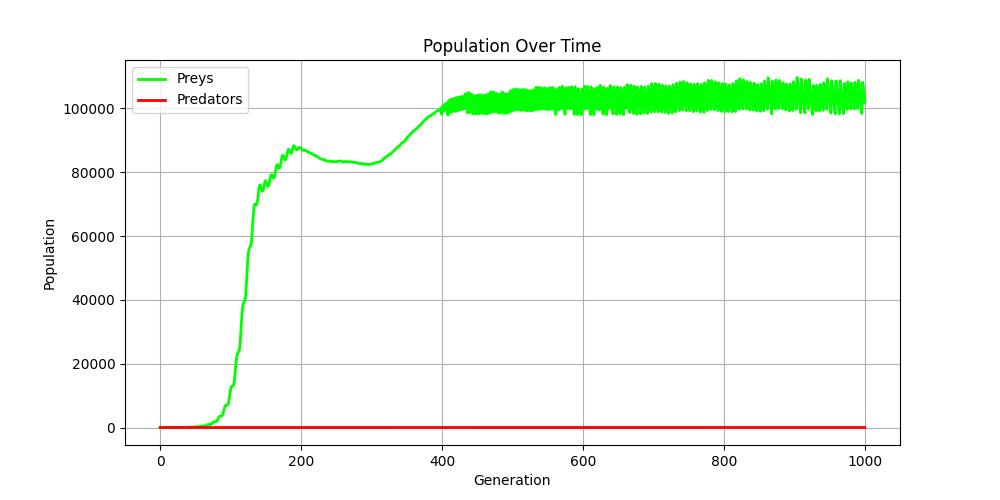 Population Over Time
Preys
Predators
100000
80000
60000
40000
20000
0
Population
0 200 400 600 800 1000
Generation